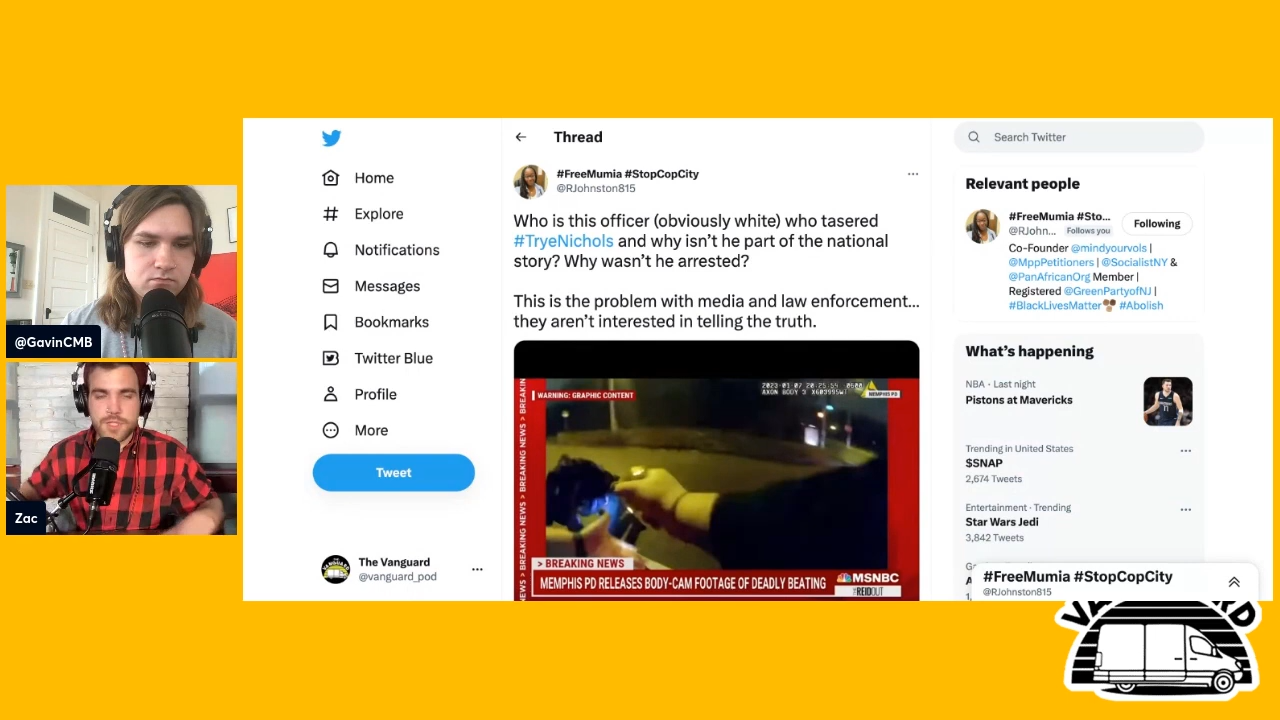 @GavinCMB
Zac
Home
Explore
Notifications
Messages
Bookmarks
Twitter Blue
Profile
More
Tweet
The Vanguard
@vanguard_pod
Thread
#FreeMumia #StopCopCity
@RJohnston815
Who is this officer (obviously white) who tasered
#TryeNichols and why isn't he part of the national
story? Why wasn't he arrested?
This is the problem with media and law enforcement...
they aren't interested in telling the truth.
WARNING: GRAPHIC CONTENT
2023-01-07 20:25:54 -0600
AXON BODY 3 X60395SW7
MEMPHIS PD
BREAKING NEWS > BREAKING NEWS > BREAKIN
> BREAKING NEWS
MEMPHIS PD RELEASES BODY-CAM FOOTAGE OF DEADLY BEATING
MSNBC
#REIDOUT
Search Twitter
Relevant people
#FreeMumia #Sto...
@RJohn... Follows you
Following
Co-Founder @mindyourvols |
@MppPetitioners | @SocialistNY &
@PanAfricanOrg Member |
Registered @GreenPartyofNJ |
#BlackLivesMatter #Abolish
What's happening
NBA · Last night
Pistons at Mavericks
Trending in United States
$SNAP
2,674 Tweets
Entertainment · Trending
Star Wars Jedi
3,842 Tweets
#FreeMumia #StopCopCity
@RJohnston815